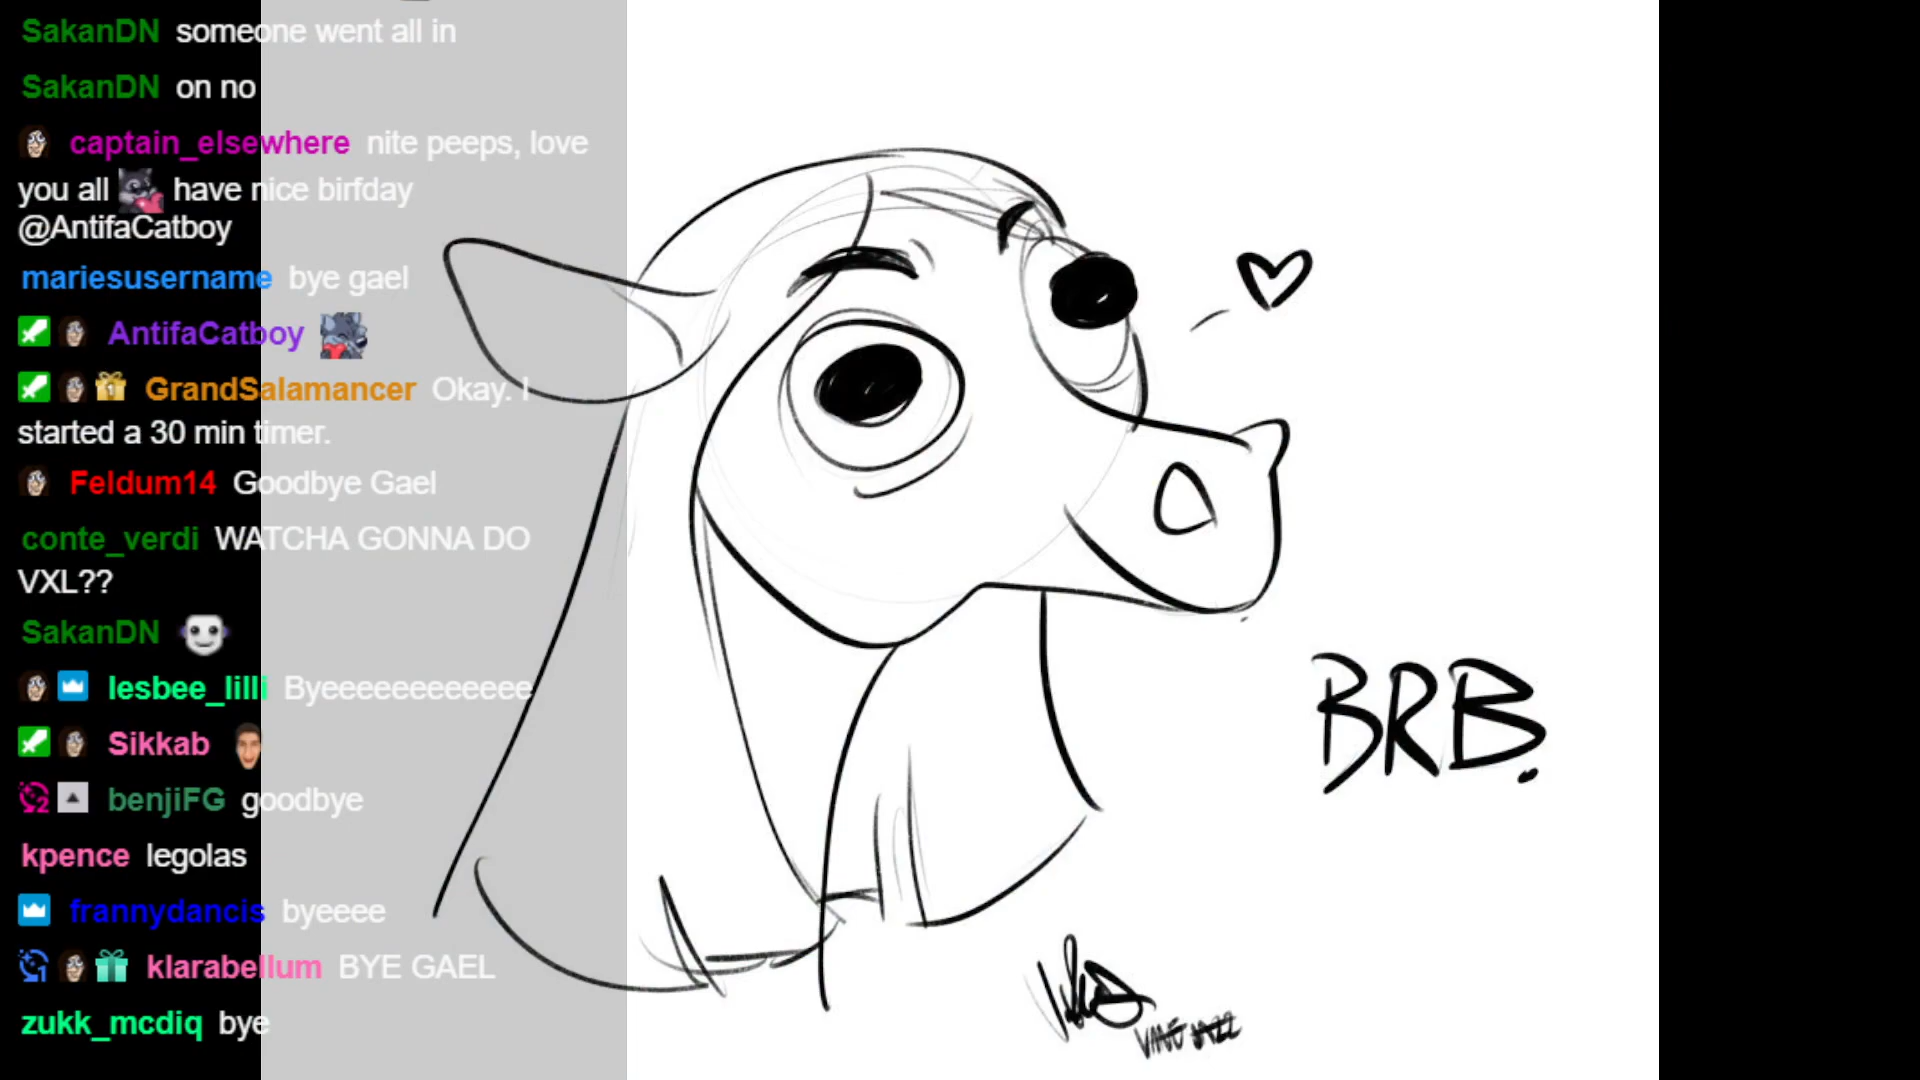 SakanDN someone went all in
SakanDN on no
captain_elsewhere nite peeps, love
you all have nice birfday
@AntifaCatboy
mariesusername bye gael
AntifaCatboy
GrandSalamancer Okay. I
started a 30 min timer.
Feldum14 Goodbye Gael
conte_verdi WATCHA GONNA DO
VXL??
SakanDN
lesbee_lilli Byeeeeeeeeeeeee
Sikkab
benjiFG goodbye
kpence legolas
frannydancis byeeee
klarabellum BYE GAEL
zukk_mcdiq bye
BRB.